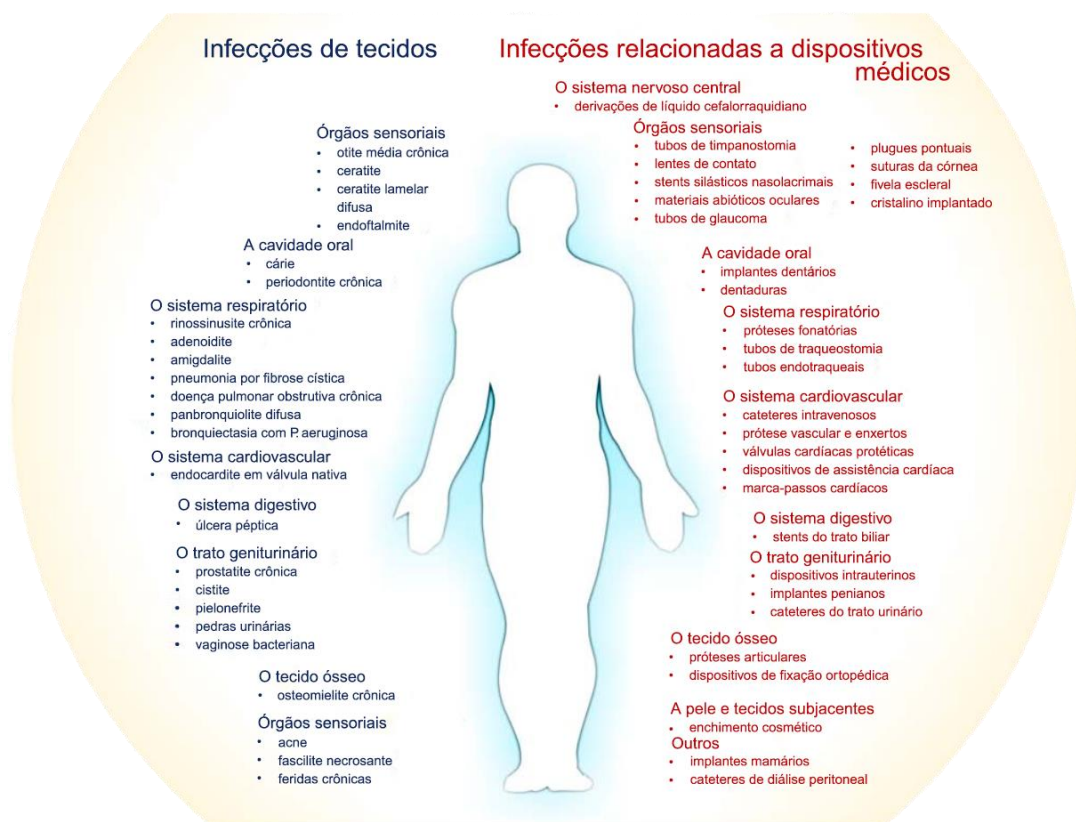 Infecções de tecidos
Órgãos sensoriais
• otite média crônica
• ceratite
• ceratite lamelar
difusa
• endoftalmite
A cavidade oral
• cárie
• periodontite crônica
O sistema respiratório
• rinossinusite crônica
• adenoidite
• amigdalite
• pneumonia por fibrose cística
• doença pulmonar obstrutiva crônica
• panbronquiolite difusa
• bronquiectasia com P. aeruginosa
O sistema cardiovascular
• endocardite em válvula nativa
O sistema digestivo
• úlcera péptica
O trato geniturinário
• prostatite crônica
• cistite
• pielonefrite
• pedras urinárias
• vaginose bacteriana
O tecido ósseo
• osteomielite crônica
Órgãos sensoriais
• acne
• fascilite necrosante
• feridas crônicas
Infecções relacionadas a dispositivos
médicos
O sistema nervoso central
• derivações de líquido cefalorraquidiano
Órgãos sensoriais
• tubos de timpanostomia
• lentes de contato
• stents silásticos nasolacrimais
• materiais abióticos oculares
• tubos de glaucoma
• plugues pontuais
• suturas da córnea
• fivela escleral
• cristalino implantado
A cavidade oral
• implantes dentários
• dentaduras
O sistema respiratório
• próteses fonatórias
• tubos de traqueostomia
• tubos endotraqueais
O sistema cardiovascular
• cateteres intravenosos
• prótese vascular e enxertos
• válvulas cardíacas protéticas
• dispositivos de assistência cardíaca
• marca-passos cardíacos
O sistema digestivo
• stents do trato biliar
O trato geniturinário
• dispositivos intrauterinos
• implantes penianos
• cateteres do trato urinário
O tecido ósseo
• próteses articulares
• dispositivos de fixação ortopédica
A pele e tecidos subjacentes
• enchimento cosmético
Outros
• implantes mamários
• cateteres de diálise peritoneal